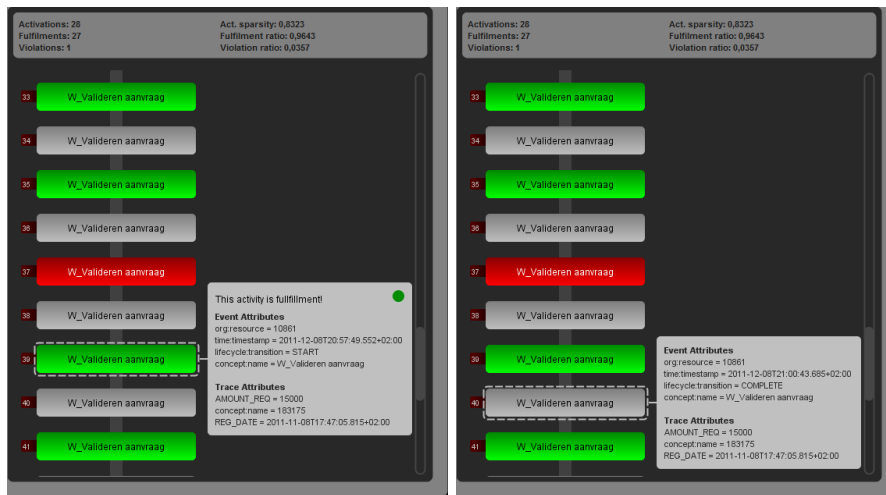 Activations: 28
Fulfilments: 27
Violations: 1
Act. sparsity: 0,8323
Fulfilment ratio: 0,9643
Violation ratio: 0,0357
33 W_Valideren aanvraag
34 W_Valideren aanvraag
35 W_Valideren aanvraag
36 W_Valideren aanvraag
37 W_Valideren aanvraag
38 W_Valideren aanvraag
39 W_Valideren aanvraag
40 W_Valideren aanvraag
41 W_Valideren aanvraag
This activity is fullfillment!
Event Attributes
org:resource = 10861
time:timestamp = 2011-12-08T20:57:49.552+02:00
lifecycle:transition = START
concept:name = W_Valideren aanvraag
Trace Attributes
AMOUNT_REQ = 15000
concept:name = 183175
REG_DATE = 2011-11-08T17:47:05.815+02:00
Activations: 28
Fulfilments: 27
Violations: 1
Act. sparsity: 0,8323
Fulfilment ratio: 0,9643
Violation ratio: 0,0357
33 W_Valideren aanvraag
34 W_Valideren aanvraag
35 W_Valideren aanvraag
36 W_Valideren aanvraag
37 W_Valideren aanvraag
38 W_Valideren aanvraag
39 W_Valideren aanvraag
40 W_Valideren aanvraag
41 W_Valideren aanvraag
Event Attributes
org:resource = 10861
time:timestamp = 2011-12-08T21:00:43.685+02:00
lifecycle:transition = COMPLETE
concept:name = W_Valideren aanvraag
Trace Attributes
AMOUNT_REQ = 15000
concept:name = 183175
REG_DATE = 2011-11-08T17:47:05.815+02:00